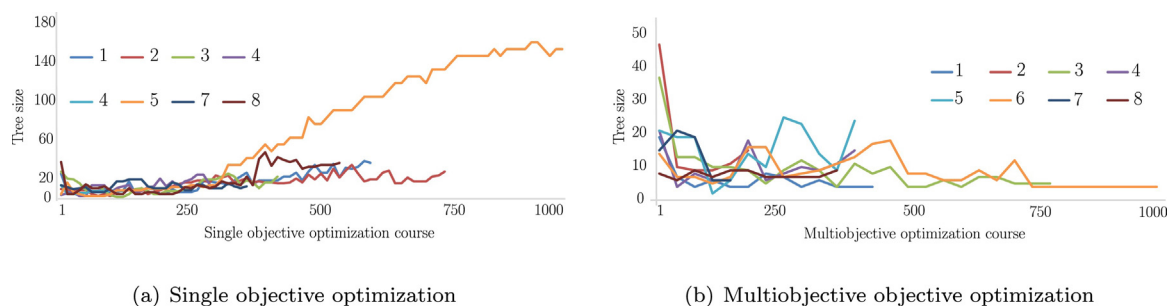 180
140
100
60
20
0
Tree size
1 2 3 4
4 5 7 8
1 250 500 750 1000
Single objective optimization course
(a) Single objective optimization
50
40
30
20
10
0
Tree size
1 2 3 4
5 6 7 8
1 250 500 750 1000
Multiobjective optimization course
(b) Multiobjective objective optimization